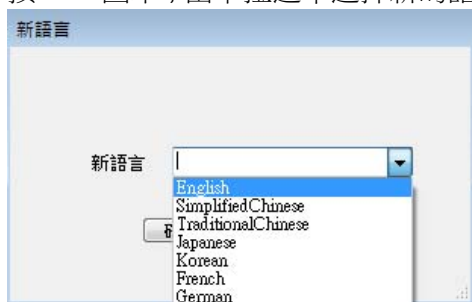 新語言
新語言
English
SimplifiedChinese
TraditionalChinese
Japanese
Korean
French
German